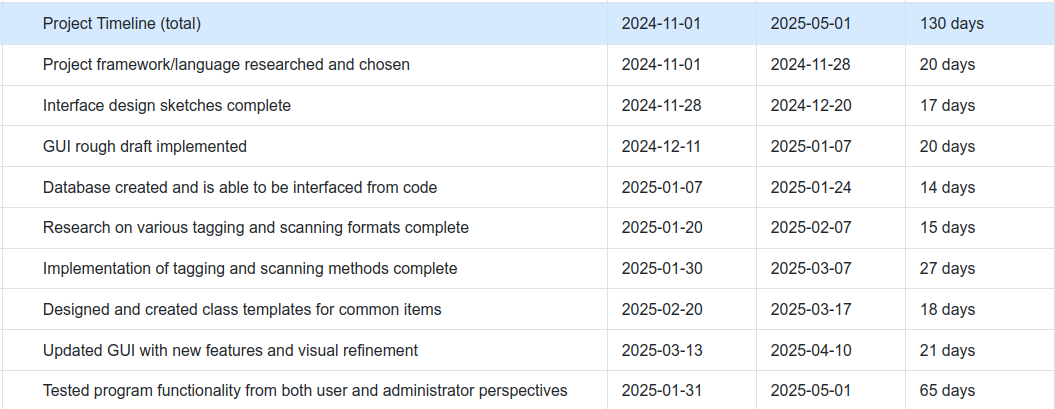 Project Timeline (total) 2024-11-01 2025-05-01 130 days
Project framework/language researched and chosen 2024-11-01 2024-11-28 20 days
Interface design sketches complete 2024-11-28 2024-12-20 17 days
GUI rough draft implemented 2024-12-11 2025-01-07 20 days
Database created and is able to be interfaced from code 2025-01-07 2025-01-24 14 days
Research on various tagging and scanning formats complete 2025-01-20 2025-02-07 15 days
Implementation of tagging and scanning methods complete 2025-01-30 2025-03-07 27 days
Designed and created class templates for common items 2025-02-20 2025-03-17 18 days
Updated GUI with new features and visual refinement 2025-03-13 2025-04-10 21 days
Tested program functionality from both user and administrator perspectives 2025-01-31 2025-05-01 65 days